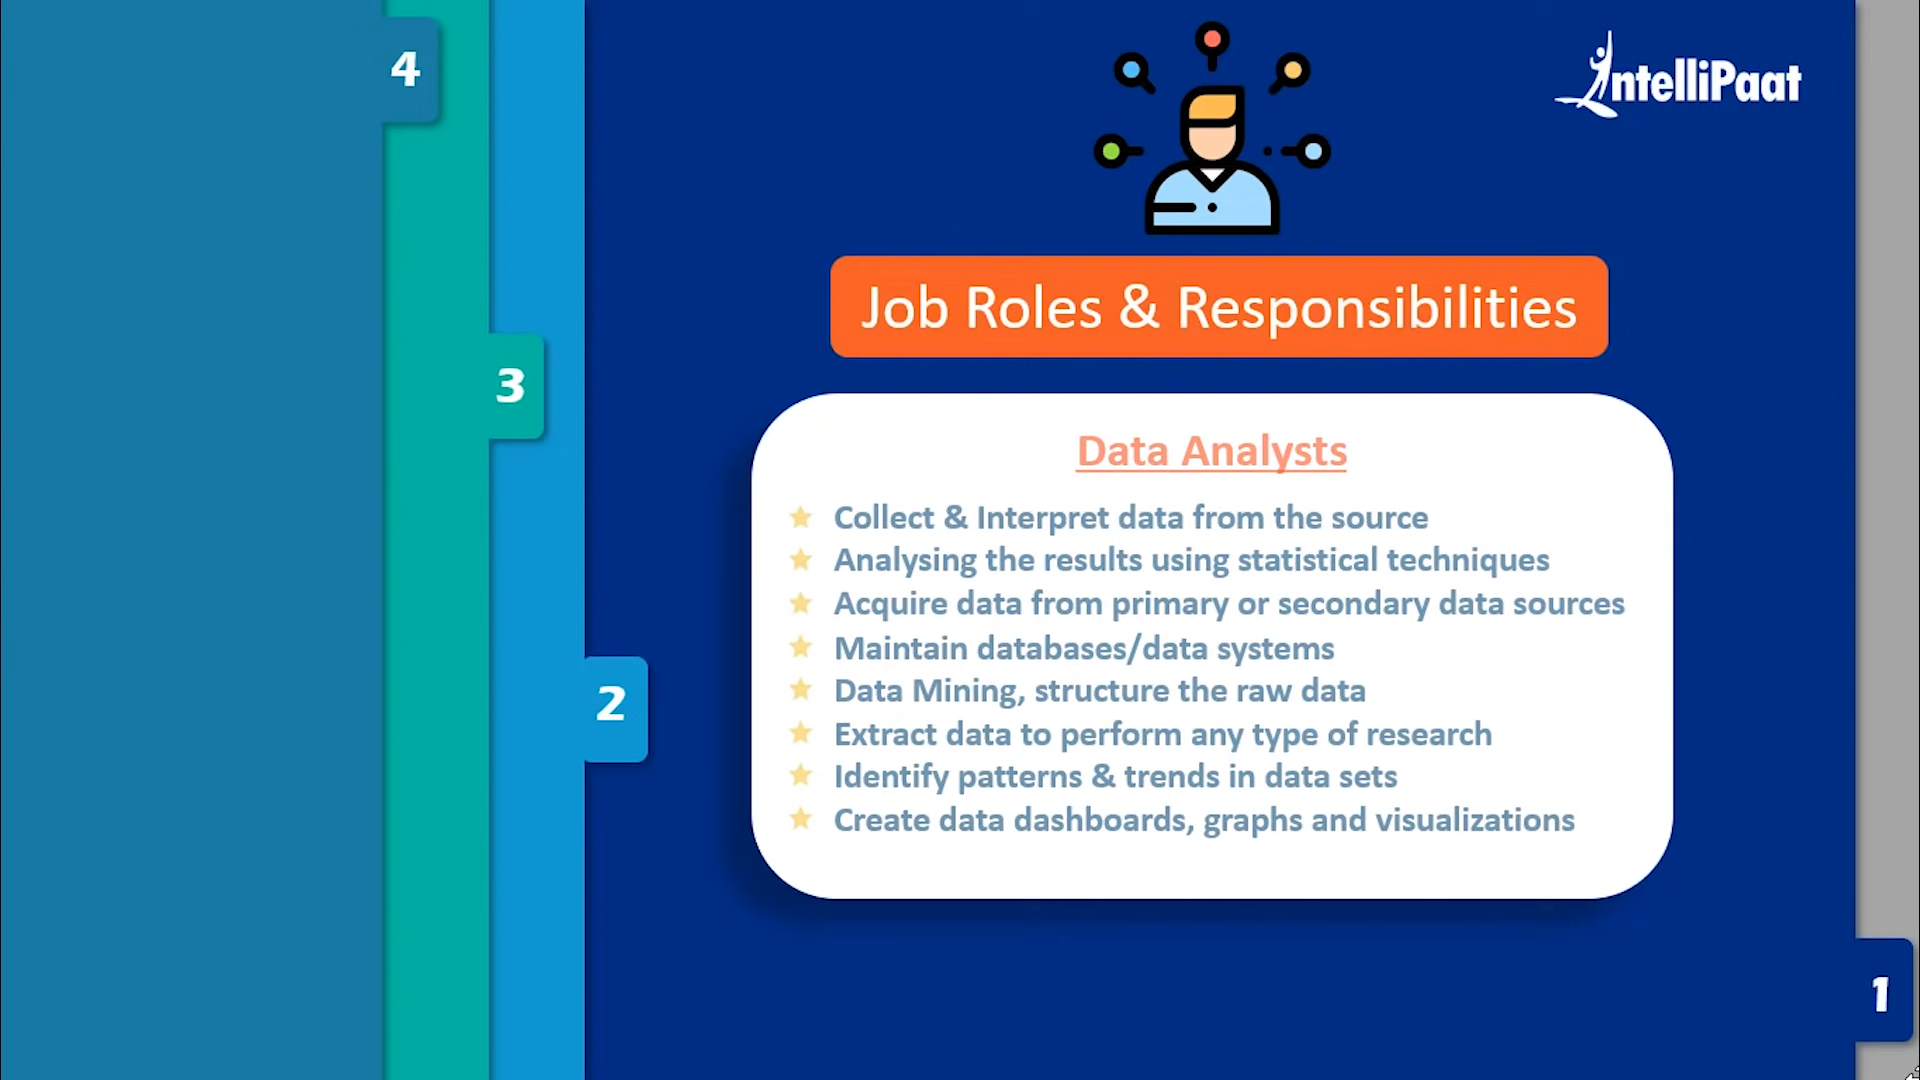 4
IntelliPaat
Job Roles & Responsibilities
3
Data Analysts
Collect & Interpret data from the source
Analysing the results using statistical techniques
Acquire data from primary or secondary data sources
Maintain databases/data systems
2
Data Mining, structure the raw data
Extract data to perform any type of research
Identify patterns & trends in data sets
Create data dashboards, graphs and visualizations
1